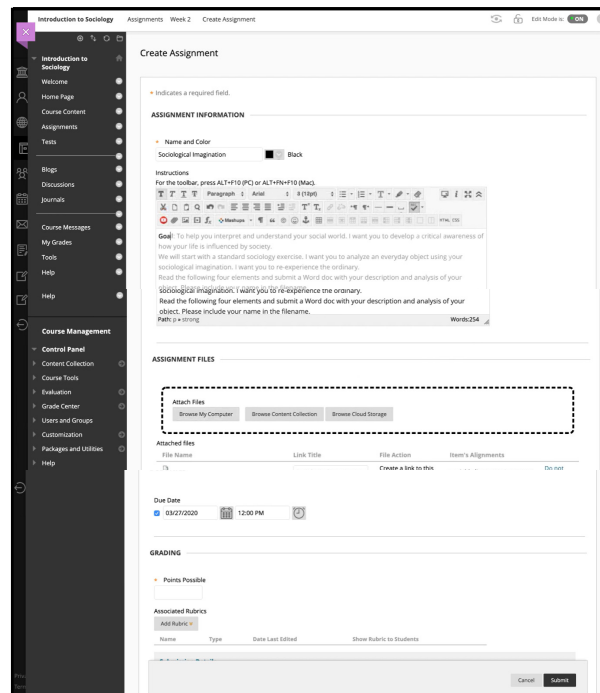 Introduction to Sociology Assignments Week 2 Create Assignment
Edit Mode is: ON
Introduction to
Sociology
Welcome
Home Page
Course Content
Assignments
Tests
Blogs
Discussions
Journals
Course Messages
My Grades
Tools
Help
Help
Course Management
Control Panel
Content Collection
Course Tools
Evaluation
Grade Center
Users and Groups
Customization
Packages and Utilities
Help
Create Assignment
Indicates a required field.
ASSIGNMENT INFORMATION
Name and Color
Sociological Imagination Black
Instructions
For the toolbar, press ALT+F10 (PC) or ALT+FN+F10 (Mac).
T T T T Paragraph Arial 3 (12pt)
Mashups HTML CSS
Goal: To help you interpret and understand your social world. I want you to develop a critical awareness of
how your life is influenced by society.
We will start with a standard sociology exercise. I want you to analyze an everyday object using your
sociological imagination. I want you to re-experience the ordinary.
Read the following four elements and submit a Word doc with your description and analysis of your
object. Please include your name in the filename.
sociological imagination. I want you to re-experience the ordinary.
Read the following four elements and submit a Word doc with your description and analysis of your
object. Please include your name in the filename.
Path: p » strong Words:254
ASSIGNMENT FILES
Attach Files
Browse My Computer Browse Content Collection Browse Cloud Storage
Attached files
File Name Link Title File Action Item's Alignments
Create a link to this Do not
Due Date
03/27/2020 12:00 PM
GRADING
Points Possible
Associated Rubrics
Add Rubric
Name Type Date Last Edited Show Rubric to Students
Cancel Submit